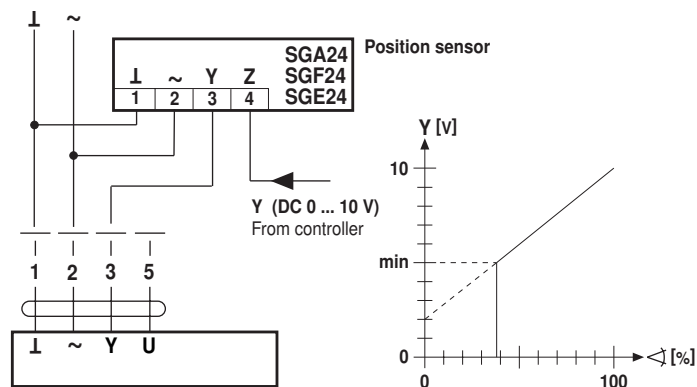 ⊥ ~
SGA24
SGF24
SGE24
Position sensor
⊥ ~ Y Z
1 2 3 4
Y (DC 0 ... 10 V)
From controller
1 2 3 5
⊥ ~ Y U
Y [V]
10
min
0
0 100
[%]